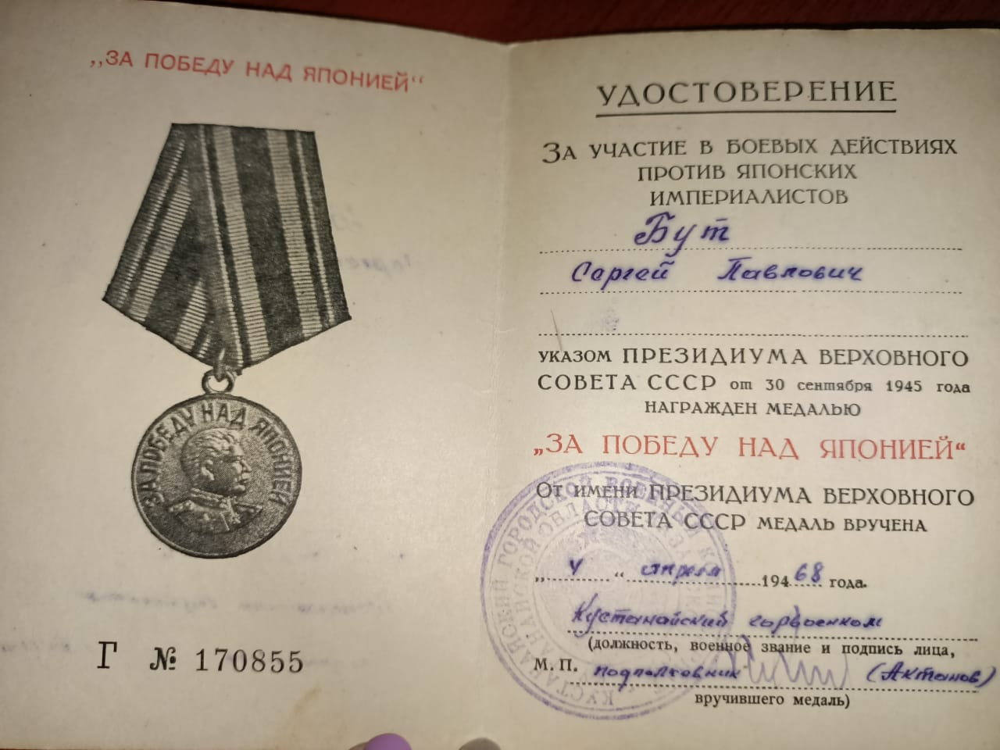 „ЗА ПОБЕДУ НАД ЯПОНИЕЙ“
ЗА ПОБЕДУ НАД ЯПОНИЕЙ
Г № 170855
УДОСТОВЕРЕНИЕ
ЗА УЧАСТИЕ В БОЕВЫХ ДЕЙСТВИЯХ
ПРОТИВ ЯПОНСКИХ
ИМПЕРИАЛИСТОВ
Бут
Сергей Павлович
УКАЗОМ ПРЕЗИДИУМА ВЕРХОВНОГО
СОВЕТА СССР от 30 сентября 1945 года
НАГРАЖДЕН МЕДАЛЬЮ
„ЗА ПОБЕДУ НАД ЯПОНИЕЙ“
ОТ ИМЕНИ ПРЕЗИДИУМА ВЕРХОВНОГО
СОВЕТА СССР МЕДАЛЬ ВРУЧЕНА
„ 4 “ апреля 194 68 года.
Кустанайский горвоенком
(должность, военное звание и подпись лица,
М. П. подполковник (Актанов)
вручившего медаль)